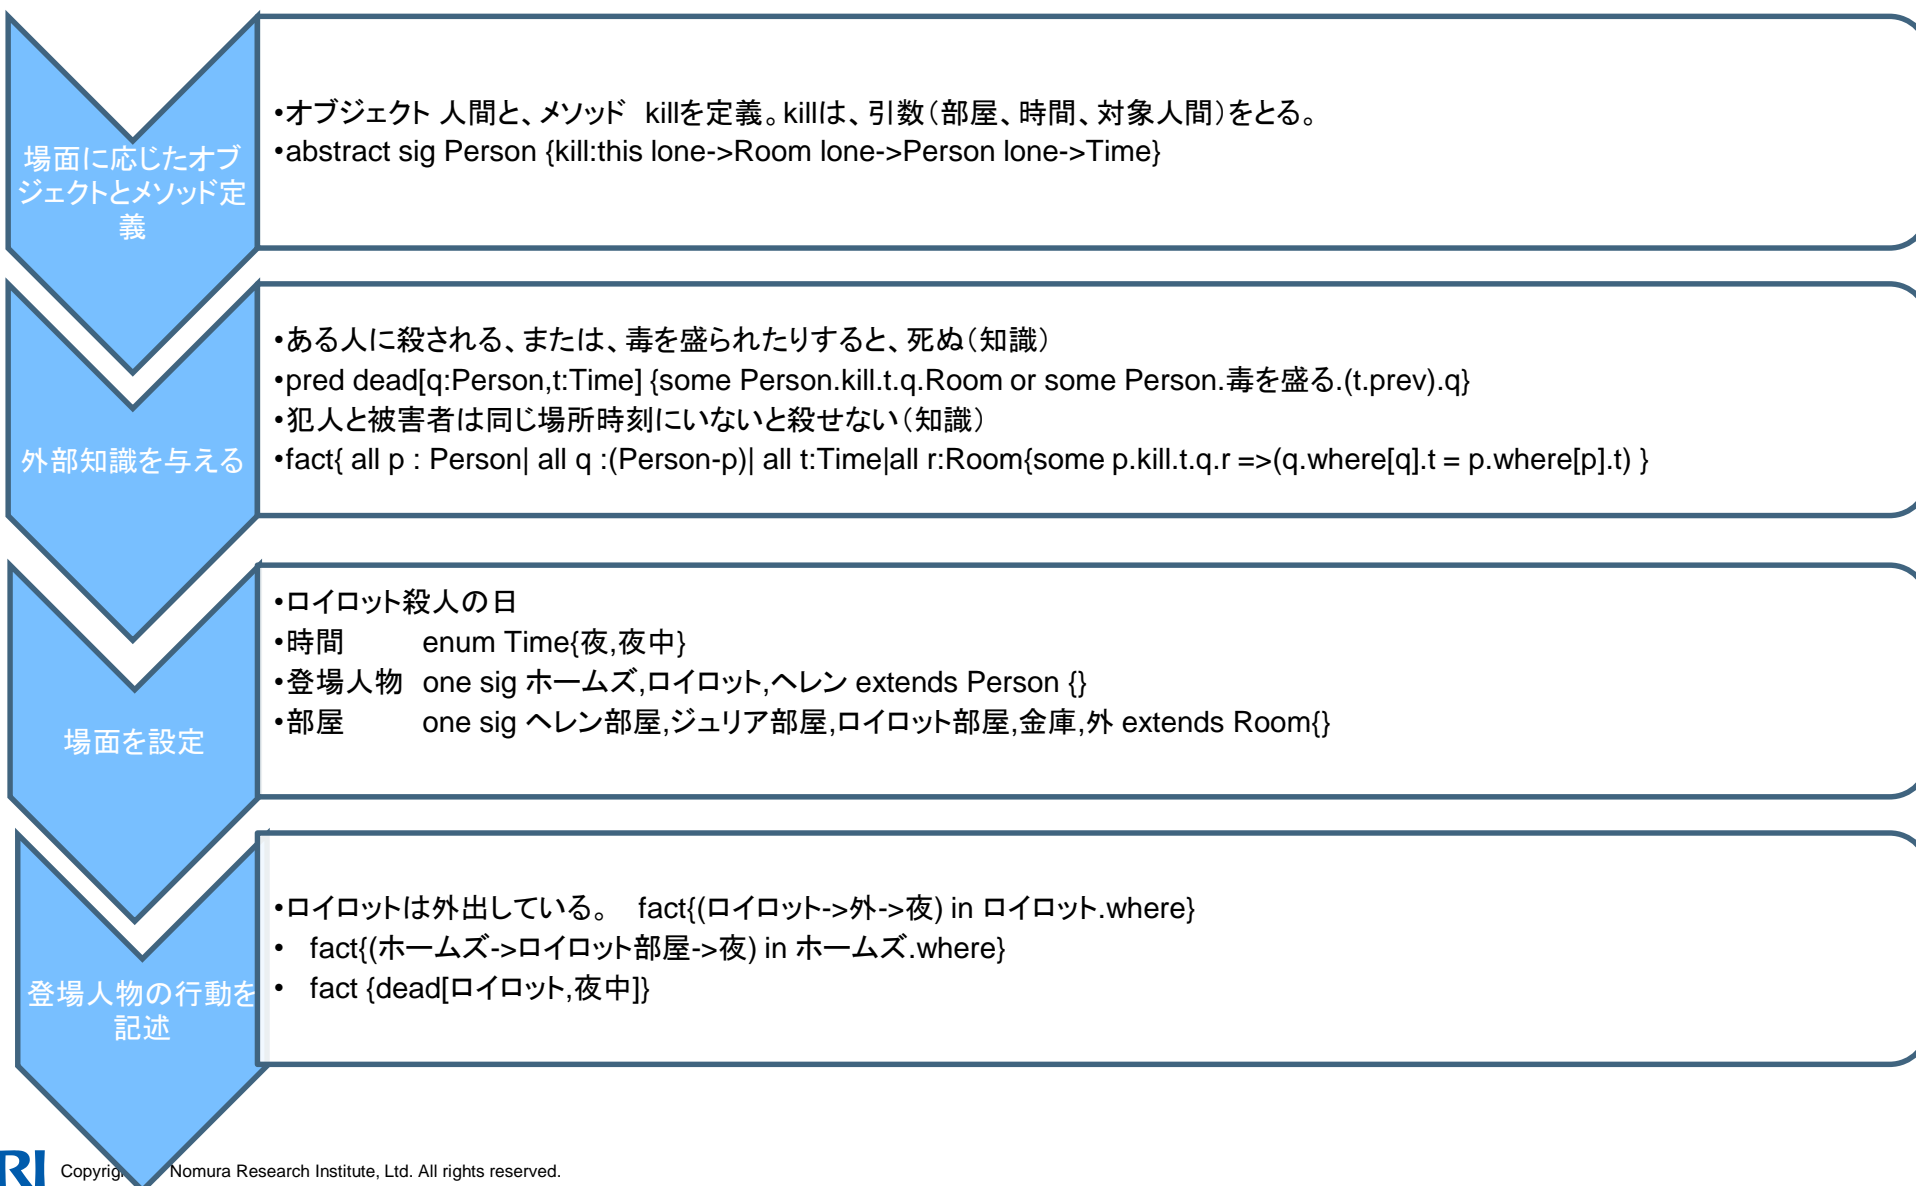 場面に応じたオブ
ジェクトとメソッド定
義
•オブジェクト 人間と、メソッド　killを定義。killは、引数（部屋、時間、対象人間）をとる。
•abstract sig Person {kill:this lone->Room lone->Person lone->Time}
外部知識を与える
•ある人に殺される、または、毒を盛られたりすると、死ぬ（知識）
•pred dead[q:Person,t:Time] {some Person.kill.t.q.Room or some Person.毒を盛る.(t.prev).q}
•犯人と被害者は同じ場所時刻にいないと殺せない（知識）
•fact{ all p : Person| all q :(Person-p)| all t:Time|all r:Room{some p.kill.t.q.r =>(q.where[q].t = p.where[p].t) }
場面を設定
•ロイロット殺人の日
•時間　　　enum Time{夜,夜中}
•登場人物　one sig ホームズ,ロイロット,ヘレン extends Person {}
•部屋　　　one sig ヘレン部屋,ジュリア部屋,ロイロット部屋,金庫,外 extends Room{}
登場人物の行動を
記述
•ロイロットは外出している。　fact{(ロイロット->外->夜) in ロイロット.where}
•　fact{(ホームズ->ロイロット部屋->夜) in ホームズ.where}
•　fact {dead[ロイロット,夜中]}
RI Copyrig Nomura Research Institute, Ltd. All rights reserved.